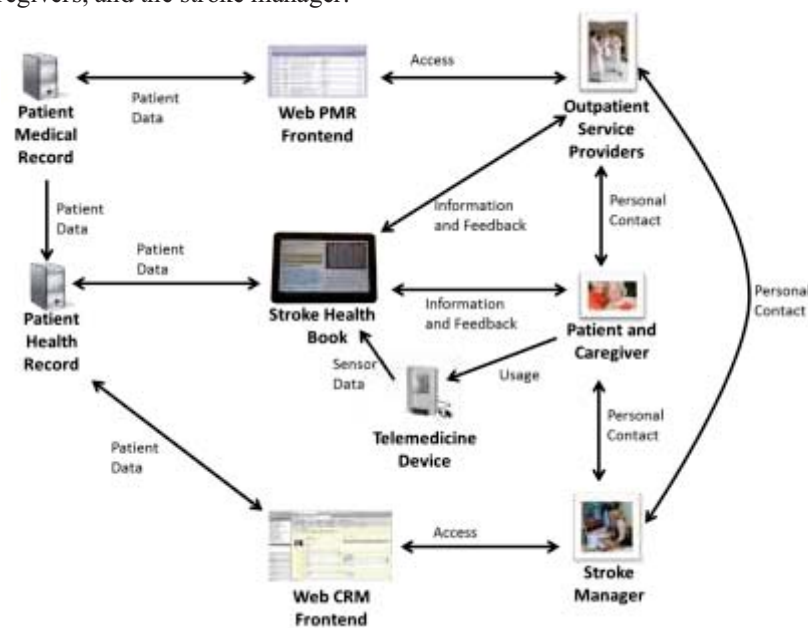 regivers, and the stroke manager.
Access
Patient
Data
Patient
Medical
Record
Web PMR
Frontend
Outpatient
Service
Providers
Patient
Data
Information
and Feedback
Personal
Contact
Patient
Data
Personal
Contact
Patient
Health
Record
Stroke Health
Book
Information
and Feedback
Patient and
Caregiver
Sensor
Data
Usage
Telemedicine
Device
Personal
Contact
Patient
Data
Access
Web CRM
Frontend
Stroke
Manager